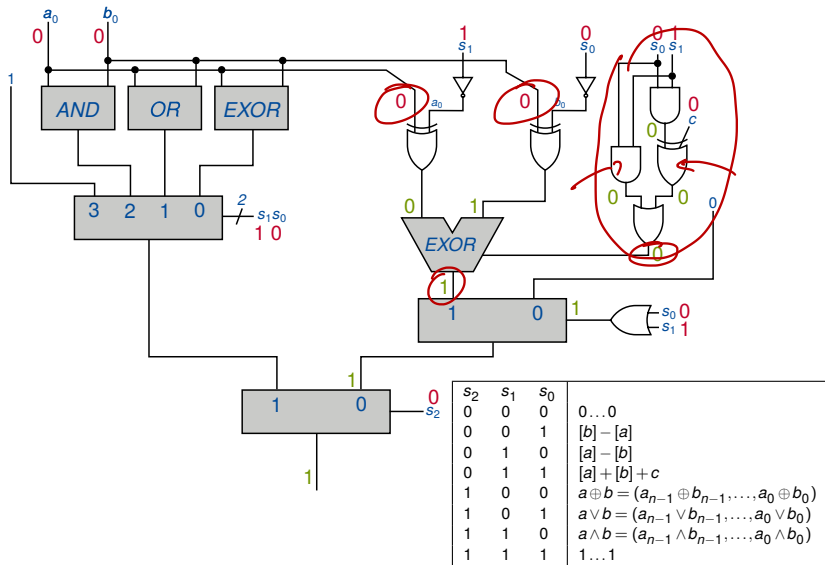 a0 b0 1 0 0 1
0 0 s1 s0 s0 s1
1
AND OR EXOR 0 a0 0 b0 0
0 c
0 1 0 0 0
3 2 1 0 2 s1s0 EXOR
1 0 0
1
1 0 1 s0 0
s1 1
1 0
1 0 s2
1
s2 s1 s0
0 0 0 0…0
0 0 1 [b]−[a]
0 1 0 [a]−[b]
0 1 1 [a]+[b]+c
1 0 0 a⊕b=(an−1⊕bn−1,…,a0⊕b0)
1 0 1 a∨b=(an−1∨bn−1,…,a0∨b0)
1 1 0 a∧b=(an−1∧bn−1,…,a0∧b0)
1 1 1 1…1